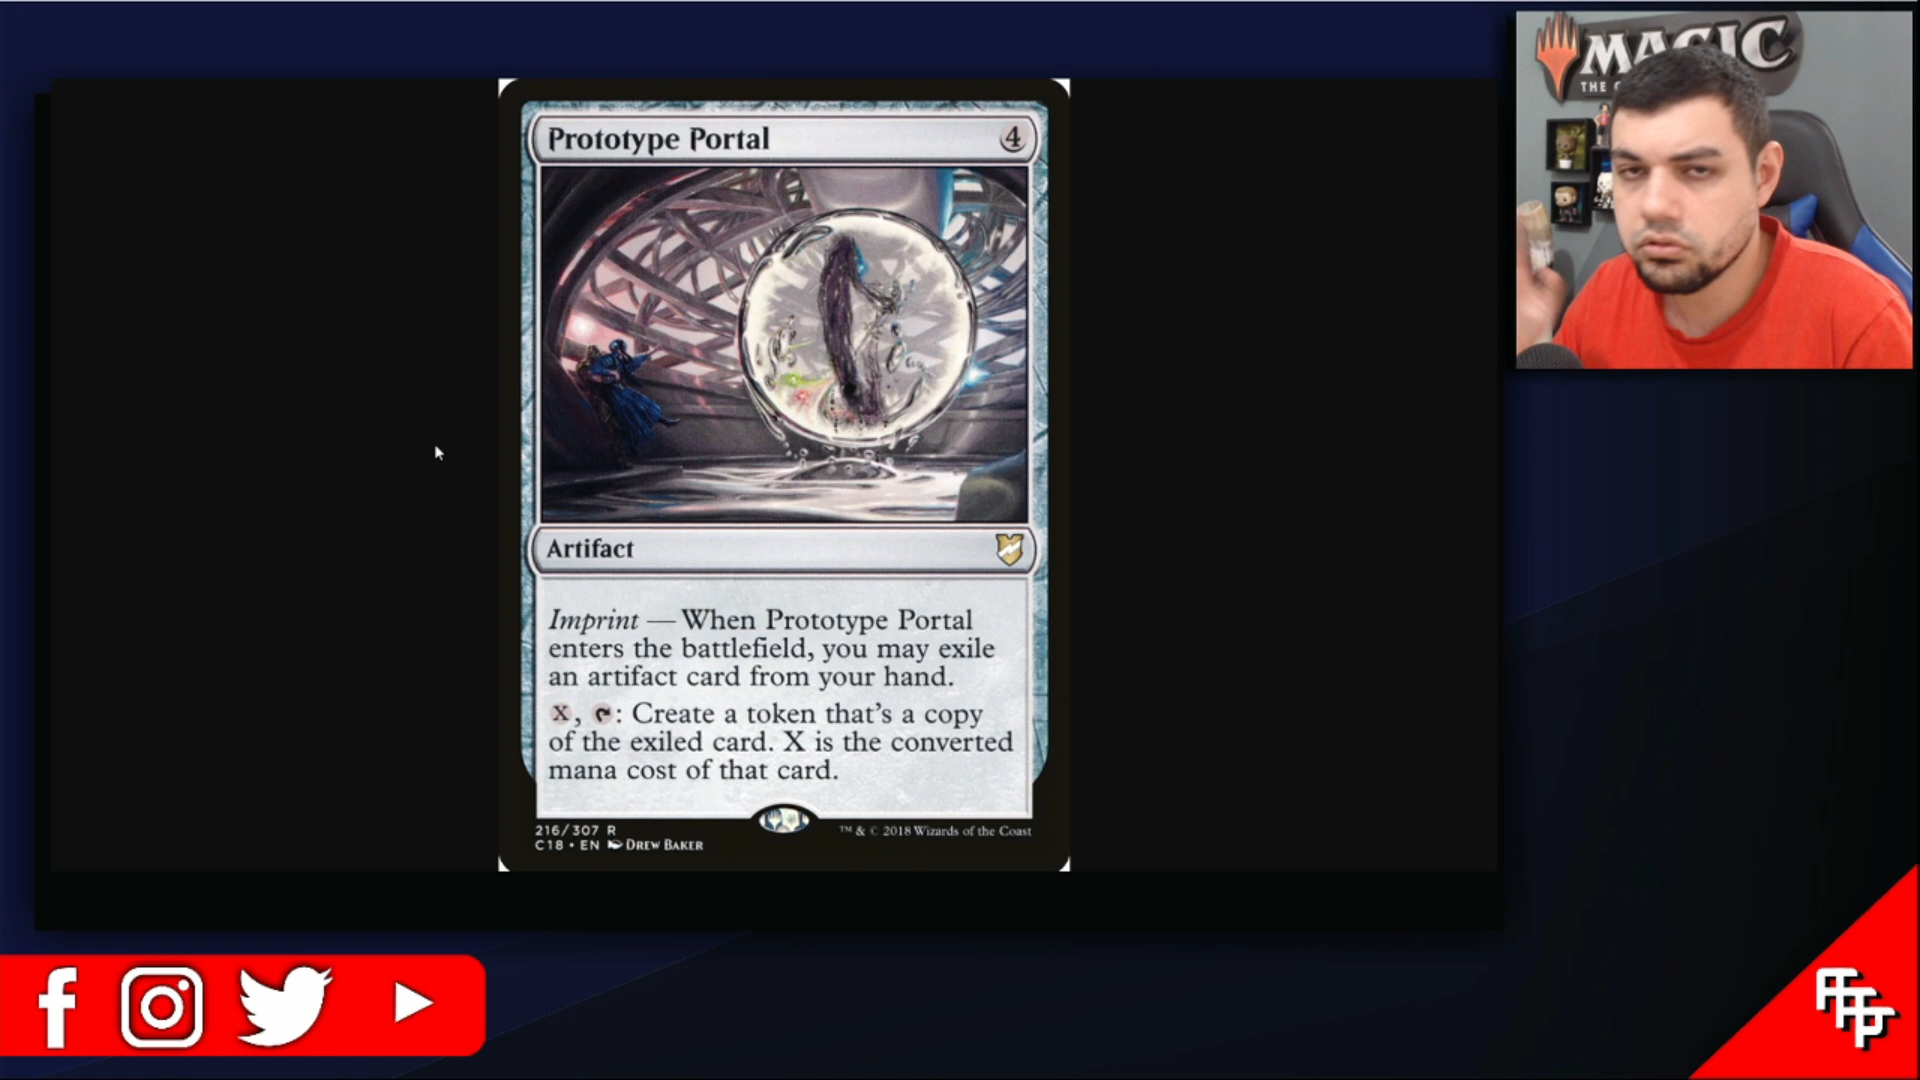 Prototype Portal 4
Artifact
Imprint — When Prototype Portal
enters the battlefield, you may exile
an artifact card from your hand.
X, : Create a token that's a copy
of the exiled card. X is the converted
mana cost of that card.
216/307 R
C18 • EN DREW BAKER
™ & © 2018 Wizards of the Coast
MAGIC
THE